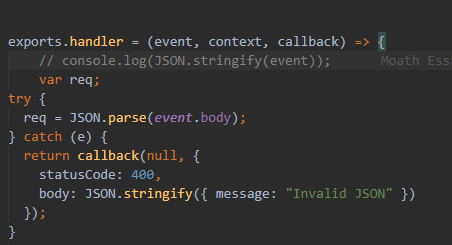 exports.handler = (event, context, callback) => {
    // console.log(JSON.stringify(event));    Moath Essa
    var req;
try {
  req = JSON.parse(event.body);
} catch (e) {
  return callback(null, {
    statusCode: 400,
    body: JSON.stringify({ message: "Invalid JSON" })
  });
}